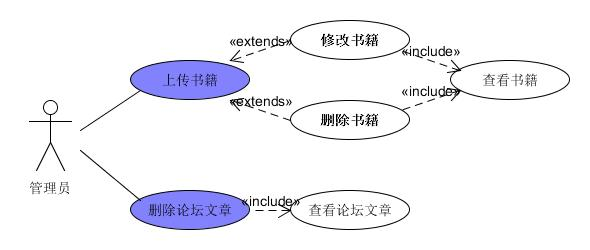 «extends»
修改书籍
«include»
上传书籍
查看书籍
«extends»
«include»
删除书籍
管理员
删除论坛文章
«include»
查看论坛文章